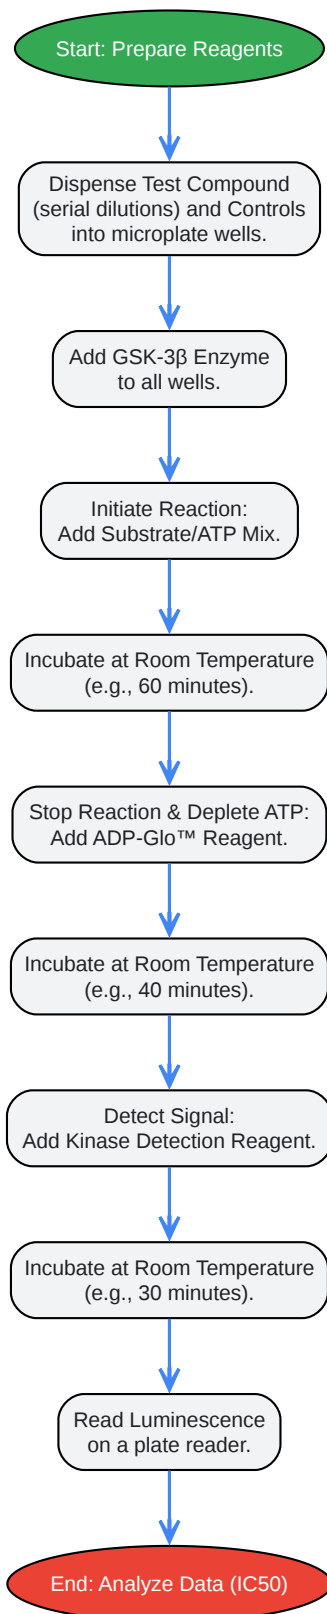 Start: Prepare Reagents
Dispense Test Compound
(serial dilutions) and Controls
into microplate wells.
Add GSK-3β Enzyme
to all wells.
Initiate Reaction:
Add Substrate/ATP Mix.
Incubate at Room Temperature
(e.g., 60 minutes).
Stop Reaction & Deplete ATP:
Add ADP-Glo™ Reagent.
Incubate at Room Temperature
(e.g., 40 minutes).
Detect Signal:
Add Kinase Detection Reagent.
Incubate at Room Temperature
(e.g., 30 minutes).
Read Luminescence
on a plate reader.
End: Analyze Data (IC50)